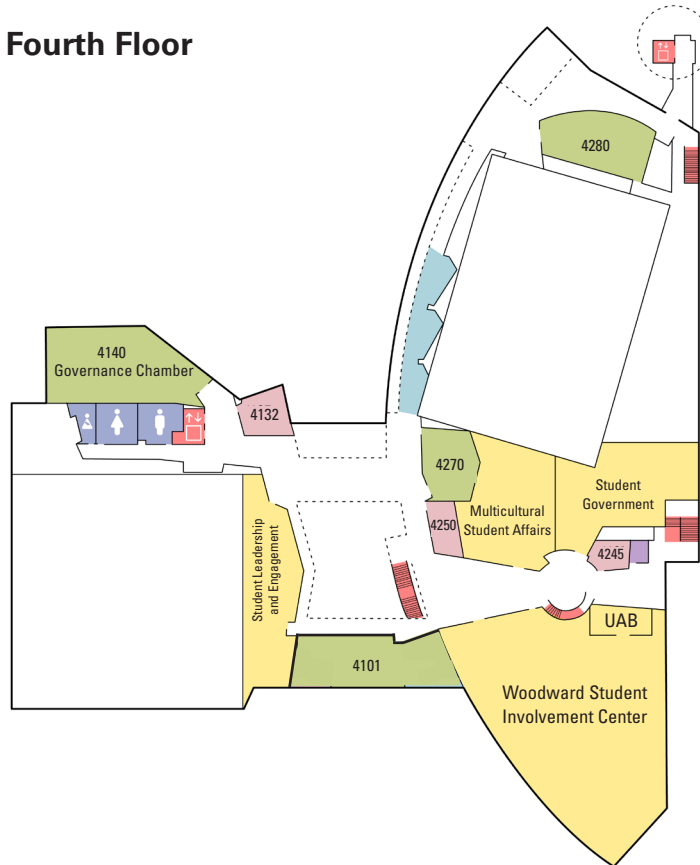 Fourth Floor
4280
4140
Governance Chamber
4132
4270
Student
Government
Multicultural
Student Affairs
4250
4245
Student Leadership
and Engagement
UAB
4101
Woodward Student
Involvement Center